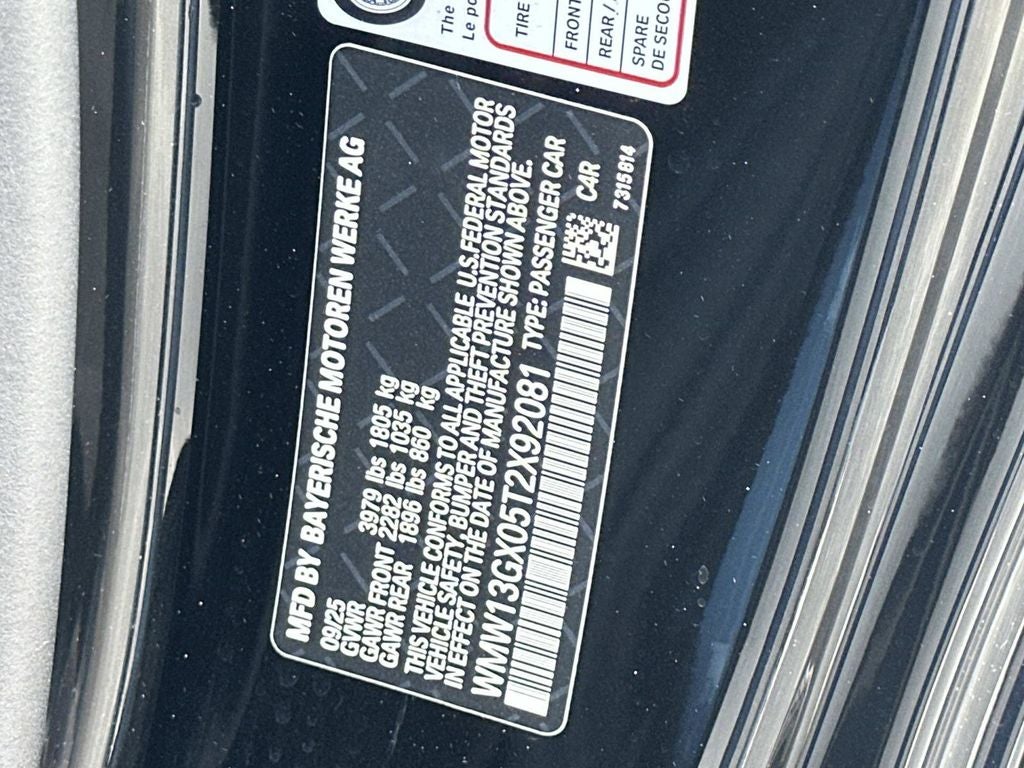 The
Le po
TIRE
FRONT
REAR/
SPARE
DE SECOU
MFD BY BAYERISCHE MOTOREN WERKE AG
09/25
GVWR 3979 lbs 1805 kg
GAWR FRONT 2282 lbs 1035 kg
GAWR REAR 1896 lbs 860 kg
THIS VEHICLE CONFORMS TO ALL APPLICABLE U.S. FEDERAL MOTOR
VEHICLE SAFETY, BUMPER AND THEFT PREVENTION STANDARDS
IN EFFECT ON THE DATE OF MANUFACTURE SHOWN ABOVE.
WMW13GX05T2X92081 TYPE: PASSENGER CAR
C4R
7315814